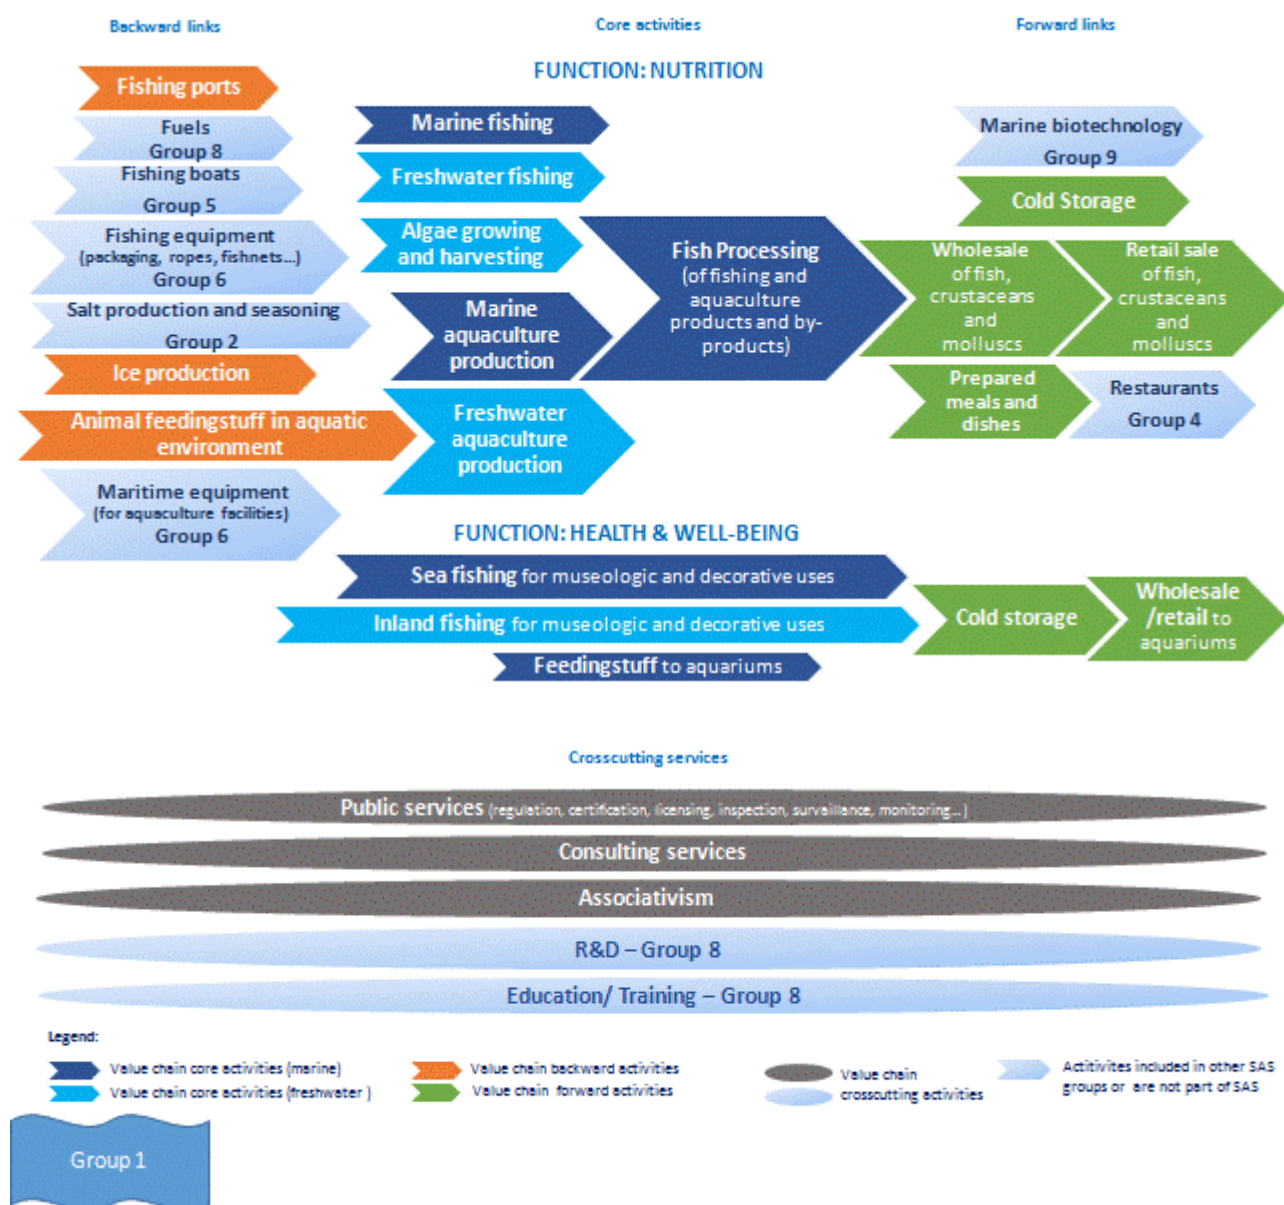 Backward links
Core activities
Forward links
FUNCTION: NUTRITION
Fishing ports
Fuels
Group 8
Fishing boats
Group 5
Fishing equipment
(packaging, ropes, fishnets...)
Group 6
Salt production and seasoning
Group 2
Ice production
Animal feedingstuff in aquatic
environment
Maritime equipment
(for aquaculture facilities)
Group 6
Marine fishing
Freshwater fishing
Algae growing
and harvesting
Marine
aquaculture
production
Freshwater
aquaculture
production
Fish Processing
(of fishing and
aquaculture
products and by-
products)
Marine biotechnology
Group 9
Cold Storage
Wholesale
of fish,
crustaceans
and
molluscs
Retail sale
of fish,
crustaceans
and
molluscs
Prepared
meals and
dishes
Restaurants
Group 4
FUNCTION: HEALTH & WELL-BEING
Sea fishing for museologic and decorative uses
Inland fishing for museologic and decorative uses
Feedingstuff to aquariums
Cold storage
Wholesale
/retail to
aquariums
Crosscutting services
Public services (regulation, certification, licensing, inspection, survaillance, monitoring...)
Consulting services
Associativism
R&D – Group 8
Education/ Training – Group 8
Legend:
Value chain core activities (marine)
Value chain core activities (freshwater )
Value chain backward activities
Value chain forward activities
Value chain
crosscutting activities
Actitivites included in other SAS
groups or are not part of SAS
Group 1